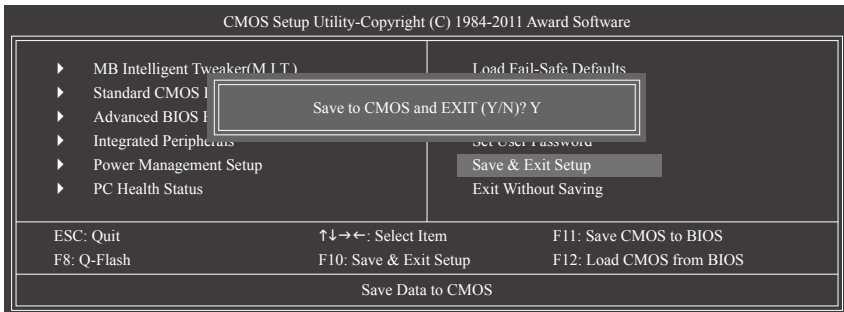 CMOS Setup Utility-Copyright (C) 1984-2011 Award Software
MB Intelligent Tweaker(M.I.T.)
Standard CMOS
Advanced BIOS
Integrated Peripherals
Power Management Setup
PC Health Status
Load Fail-Safe Defaults
Set User Password
Save & Exit Setup
Exit Without Saving
Save to CMOS and EXIT (Y/N)? Y
ESC: Quit ↑↓→←: Select Item F11: Save CMOS to BIOS
F8: Q-Flash F10: Save & Exit Setup F12: Load CMOS from BIOS
Save Data to CMOS